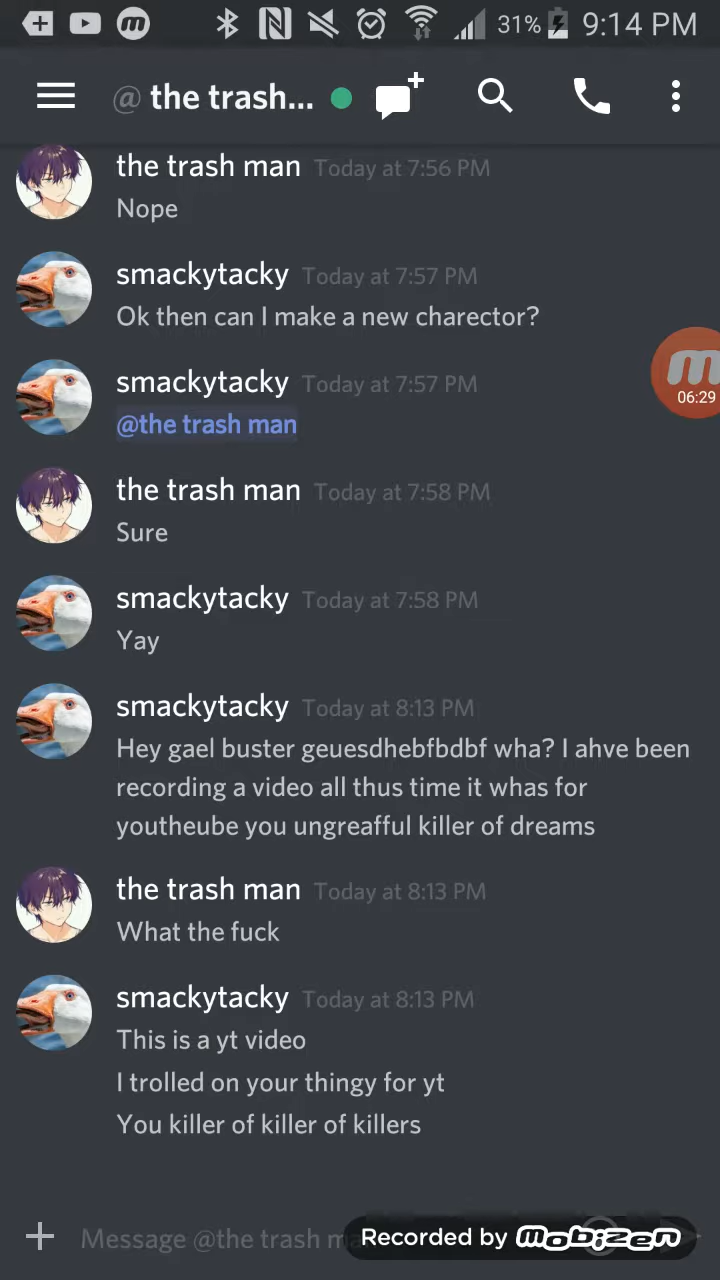 31% 9:14 PM
@ the trash...
the trash man Today at 7:56 PM
Nope
smackytacky Today at 7:57 PM
Ok then can I make a new charector?
06:29
smackytacky Today at 7:57 PM
@the trash man
the trash man Today at 7:58 PM
Sure
smackytacky Today at 7:58 PM
Yay
smackytacky Today at 8:13 PM
Hey gael buster geuesdhebfbdbf wha? I ahve been
recording a video all thus time it whas for
youtheube you ungreafful killer of dreams
the trash man Today at 8:13 PM
What the fuck
smackytacky Today at 8:13 PM
This is a yt video
I trolled on your thingy for yt
You killer of killer of killers
Message @the trash m
Recorded by mobizen